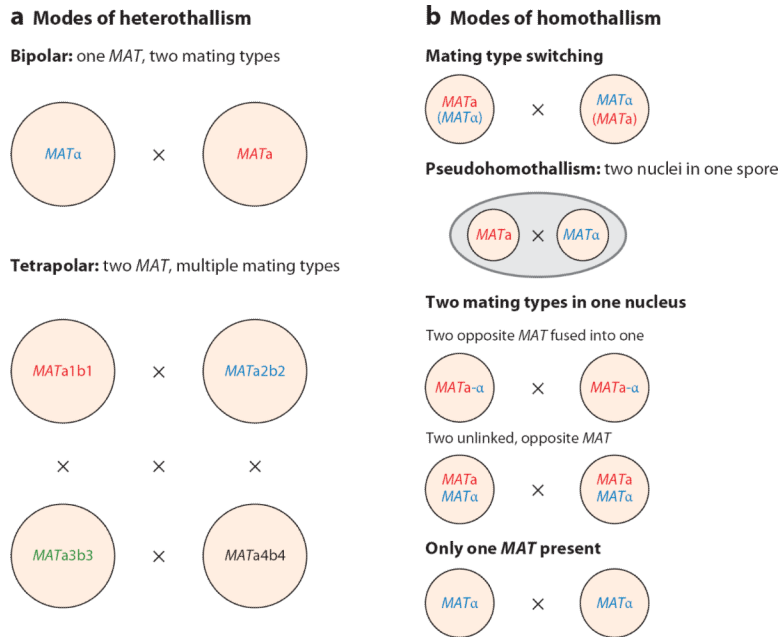 a Modes of heterothallism
Bipolar: one MAT, two mating types
MATα × MATa
Tetrapolar: two MAT, multiple mating types
MATa1b1 × MATa2b2
× × ×
MATa3b3 × MATa4b4
b Modes of homothallism
Mating type switching
MATa × MATα
(MATα) (MATa)
Pseudohomothallism: two nuclei in one spore
MATa × MATα
Two mating types in one nucleus
Two opposite MAT fused into one
MATa-α × MATa-α
Two unlinked, opposite MAT
MATa × MATa
MATα MATα
Only one MAT present
MATα × MATα